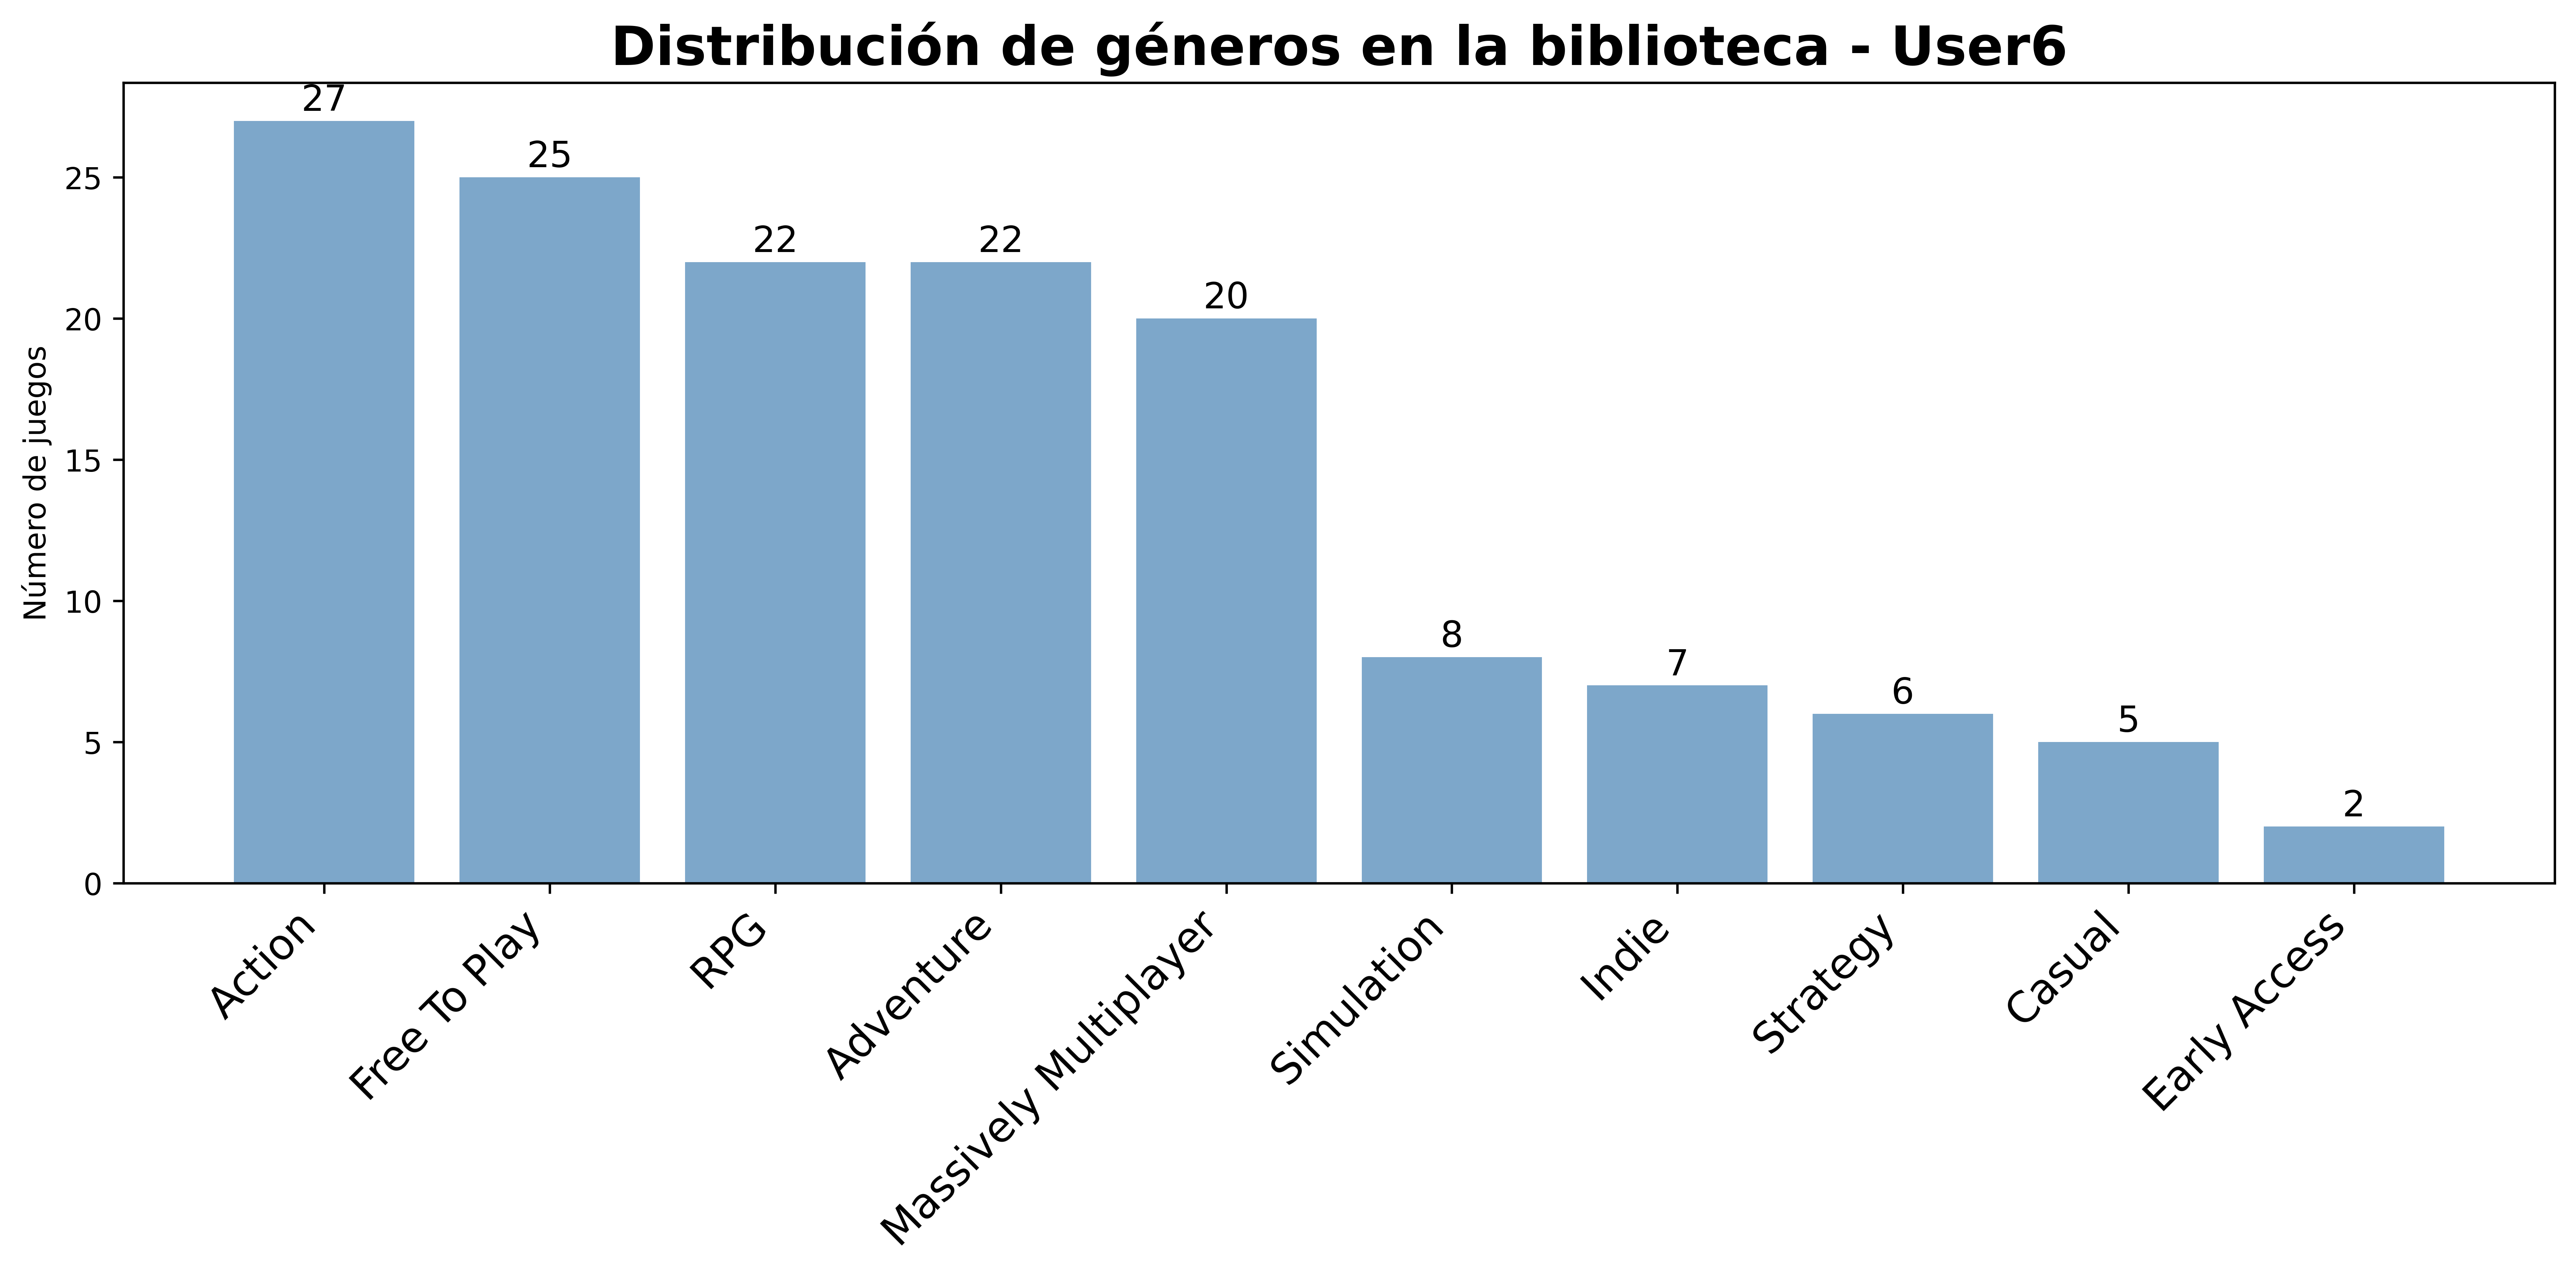 Distribución de géneros en la biblioteca - User6
Número de juegos
25
20
15
10
5
0
27
25
22
22
20
8
7
6
5
2
Action
Free To Play
RPG
Adventure
Massively Multiplayer
Simulation
Indie
Strategy
Casual
Early Access